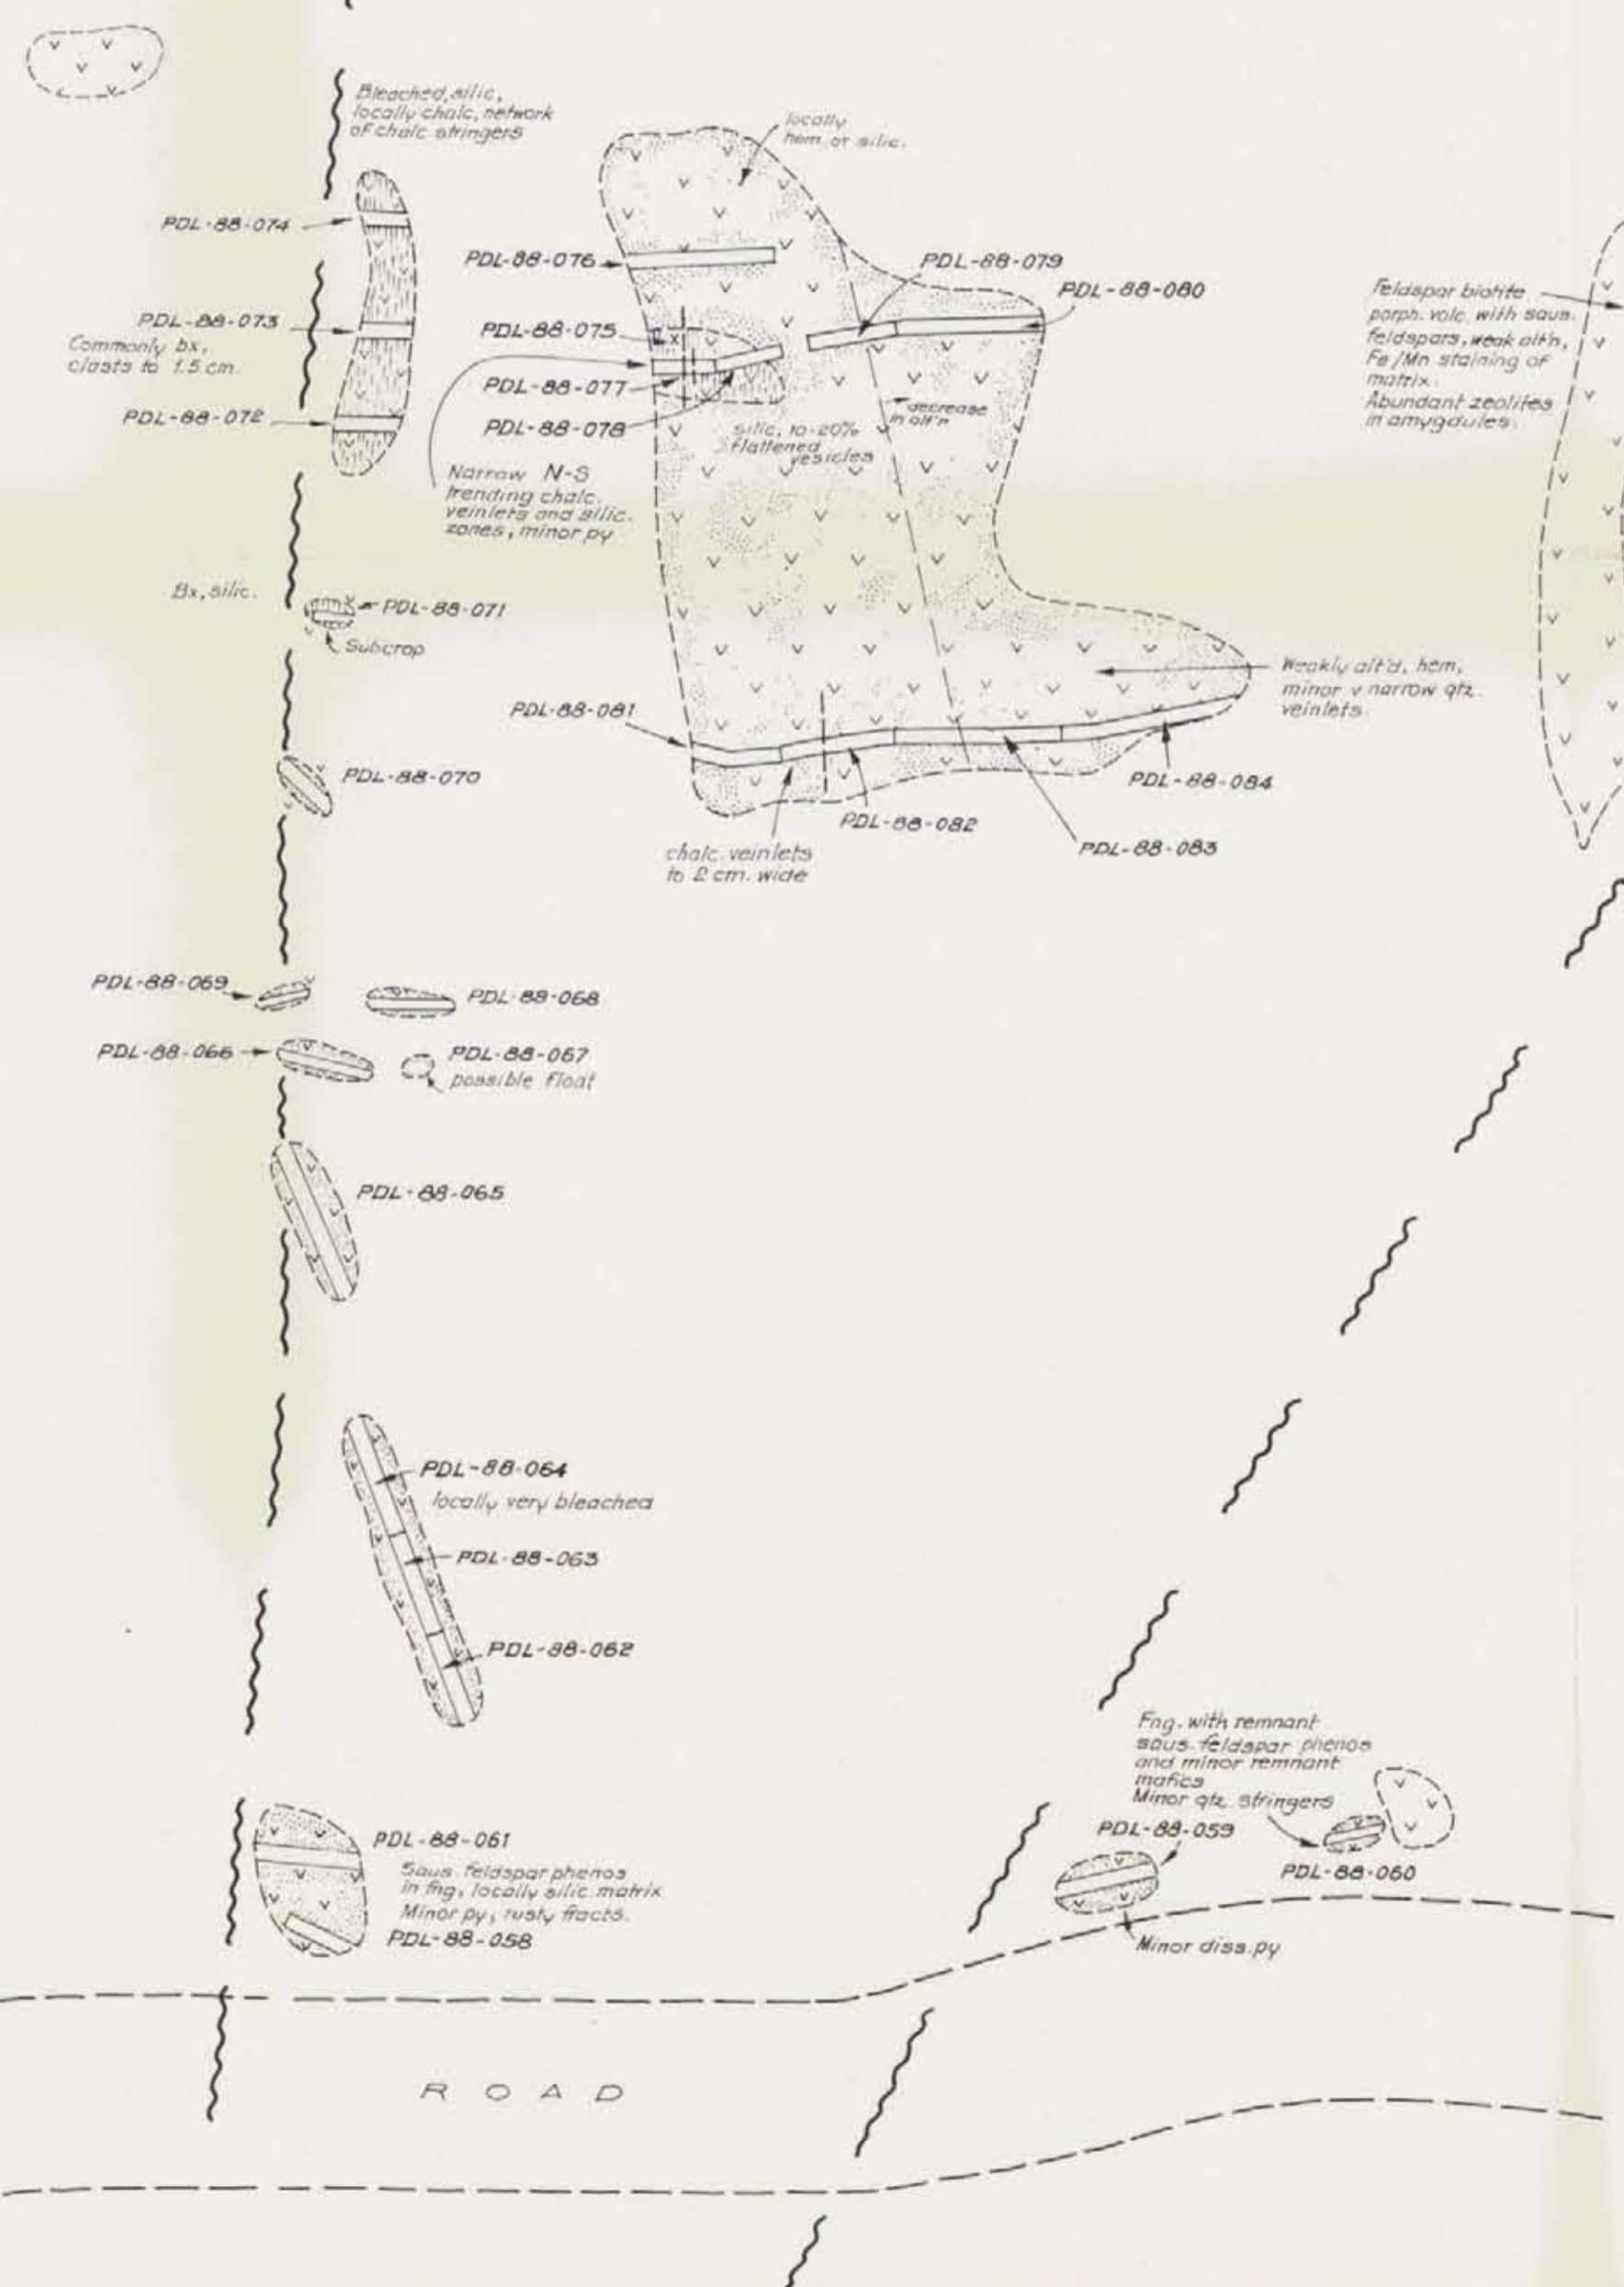 Bleached, silic,
locally chalc, network
of chalc. stringers
locally
hem. or silic.
PDL-88-074
PDL-88-076
PDL-88-079
PDL-88-080
Feldspar biotite
porph. volc. with saus.
feldspars, weak alt'n,
Fe/Mn staining of
matrix.
Abundant zeolites
in amygdules.
PDL-88-073
Commonly bx,
clasts to 1.5 cm.
PDL-88-072
PDL-88-075
PDL-88-077
PDL-88-078
decrease
in alt'n
silic, 10-20%
flattened
vesicles
Narrow N-S
trending chalc.
veinlets and silic.
zones, minor py
Bx, silic.
PDL-88-071
Subcrop
Weakly alt'd, hem,
minor v narrow qtz.
veinlets.
PDL-88-081
PDL-88-070
PDL-88-084
PDL-88-082
PDL-88-083
chalc. veinlets
to 2 cm. wide
PDL-88-069
PDL-88-068
PDL-88-066
PDL-88-067
possible float
PDL-88-065
PDL-88-064
locally very bleached
PDL-88-063
PDL-88-062
Fng. with remnant
saus. feldspar phenos
and minor remnant
mafics
Minor qtz. stringers
PDL-88-059
PDL-88-060
Minor diss. py
PDL-88-061
Saus. feldspar phenos
in fng, locally silic. matrix
Minor py, rusty fracts.
PDL-88-058
ROAD